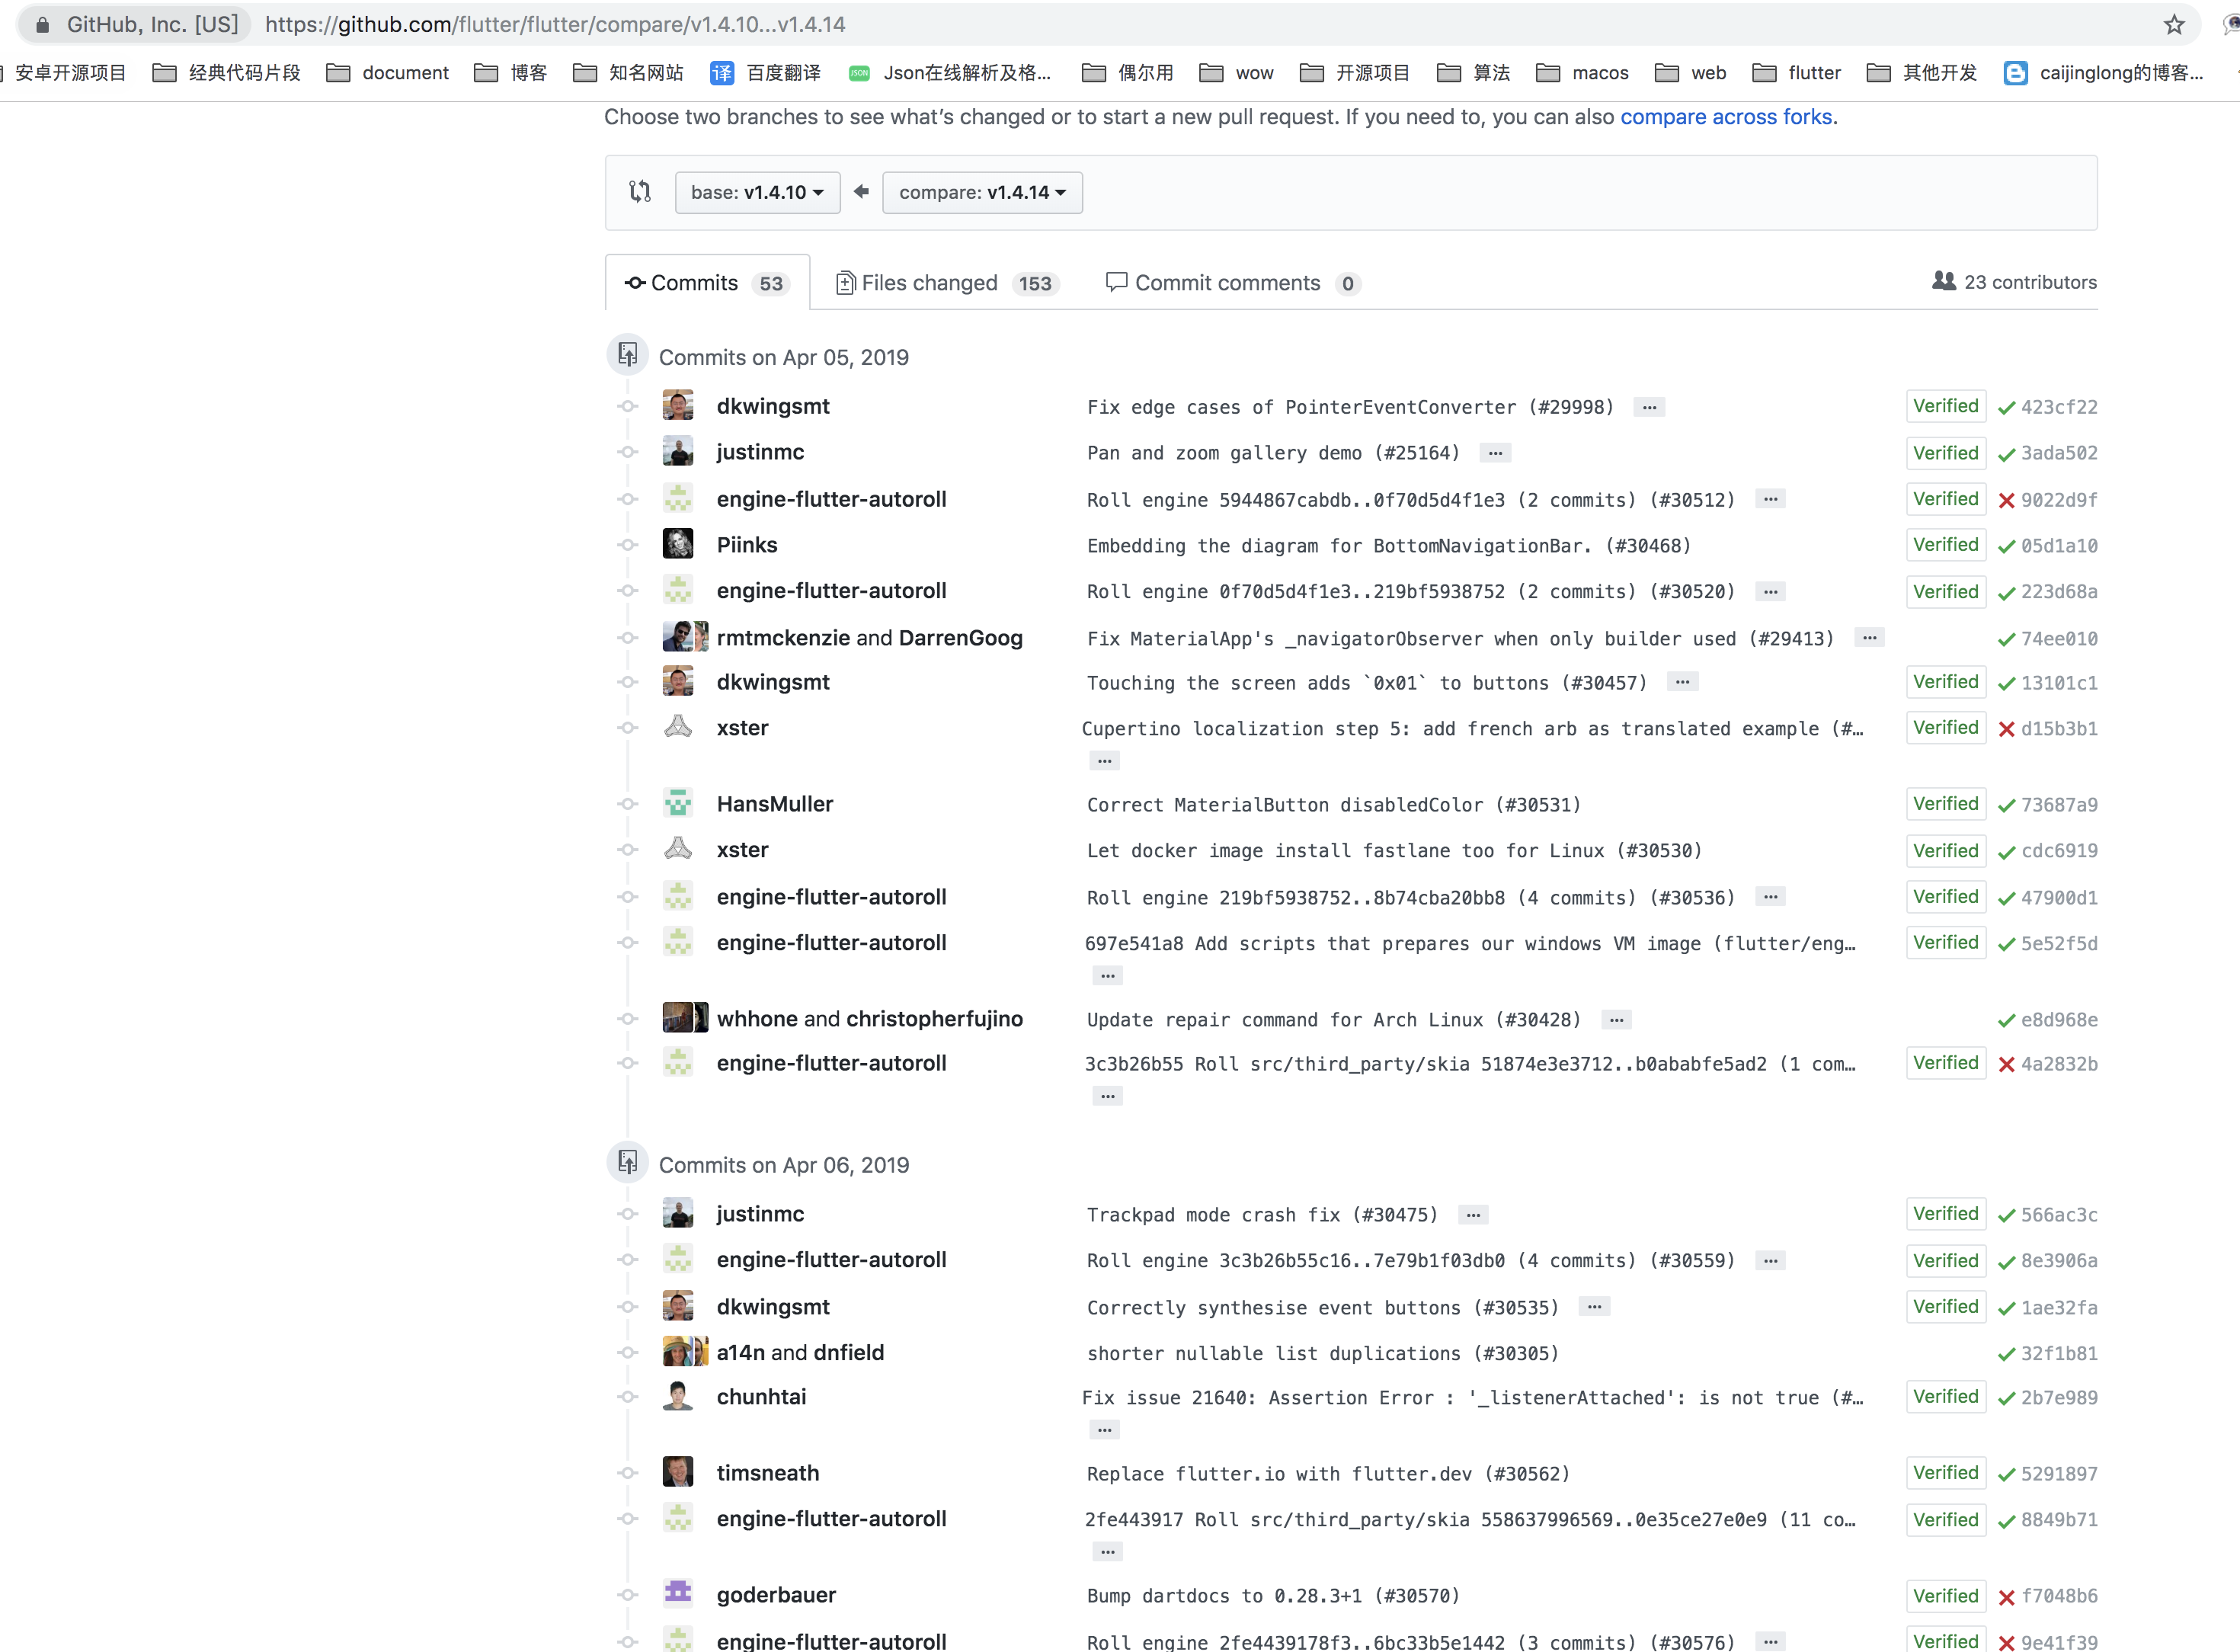 GitHub, Inc. [US] https://github.com/flutter/flutter/compare/v1.4.10...v1.4.14
安卓开源项目 经典代码片段 document 博客 知名网站 译 百度翻译 JSON Json在线解析及格... 偶尔用 wow 开源项目 算法 macos web flutter 其他开发 caijinglong的博客...
Choose two branches to see what’s changed or to start a new pull request. If you need to, you can also compare across forks.
base: v1.4.10 compare: v1.4.14
Commits 53 Files changed 153 Commit comments 0 23 contributors
Commits on Apr 05, 2019
dkwingsmt Fix edge cases of PointerEventConverter (#29998) … Verified 423cf22
justinmc Pan and zoom gallery demo (#25164) … Verified 3ada502
engine-flutter-autoroll Roll engine 5944867cabdb..0f70d5d4f1e3 (2 commits) (#30512) … Verified 9022d9f
Piinks Embedding the diagram for BottomNavigationBar. (#30468) Verified 05d1a10
engine-flutter-autoroll Roll engine 0f70d5d4f1e3..219bf5938752 (2 commits) (#30520) … Verified 223d68a
rmtmckenzie and DarrenGoog Fix MaterialApp's _navigatorObserver when only builder used (#29413) … 74ee010
dkwingsmt Touching the screen adds `0x01` to buttons (#30457) … Verified 13101c1
xster Cupertino localization step 5: add french arb as translated example (#… Verified d15b3b1
…
HansMuller Correct MaterialButton disabledColor (#30531) Verified 73687a9
xster Let docker image install fastlane too for Linux (#30530) Verified cdc6919
engine-flutter-autoroll Roll engine 219bf5938752..8b74cba20bb8 (4 commits) (#30536) … Verified 47900d1
engine-flutter-autoroll 697e541a8 Add scripts that prepares our windows VM image (flutter/eng… Verified 5e52f5d
…
whhone and christopherfujino Update repair command for Arch Linux (#30428) … e8d968e
engine-flutter-autoroll 3c3b26b55 Roll src/third_party/skia 51874e3e3712..b0ababfe5ad2 (1 com… Verified 4a2832b
…
Commits on Apr 06, 2019
justinmc Trackpad mode crash fix (#30475) … Verified 566ac3c
engine-flutter-autoroll Roll engine 3c3b26b55c16..7e79b1f03db0 (4 commits) (#30559) … Verified 8e3906a
dkwingsmt Correctly synthesise event buttons (#30535) … Verified 1ae32fa
a14n and dnfield shorter nullable list duplications (#30305) 32f1b81
chunhtai Fix issue 21640: Assertion Error : '_listenerAttached': is not true (#… Verified 2b7e989
…
timsneath Replace flutter.io with flutter.dev (#30562) Verified 5291897
engine-flutter-autoroll 2fe443917 Roll src/third_party/skia 558637996569..0e35ce27e0e9 (11 co… Verified 8849b71
…
goderbauer Bump dartdocs to 0.28.3+1 (#30570) Verified f7048b6
engine-flutter-autoroll Roll engine 2fe4439178f3..6bc33b5e1442 (3 commits) (#30576) … Verified 9e41f39